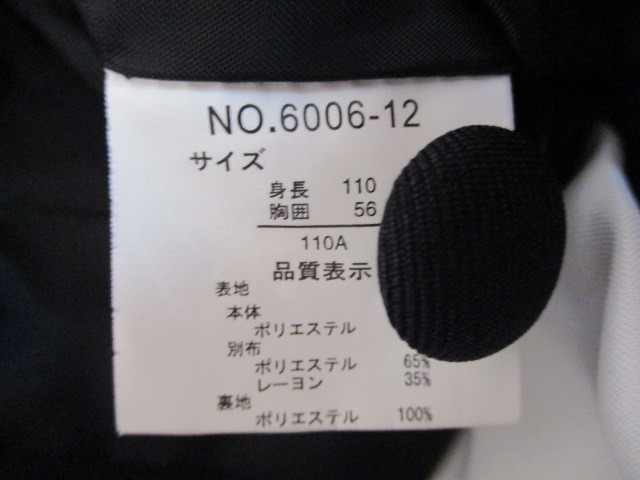 NO.6006-12
サイズ
身長 110
胸囲 56
110A
品質表示
表地
本体
ポリエステル
別布
ポリエステル 65%
レーヨン 35%
裏地
ポリエステル 100%